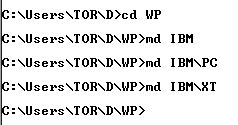 C:\Users\TOR\D>cd WP
C:\Users\TOR\D\WP>md IBM
C:\Users\TOR\D\WP>md IBM\PC
C:\Users\TOR\D\WP>md IBM\XT
C:\Users\TOR\D\WP>